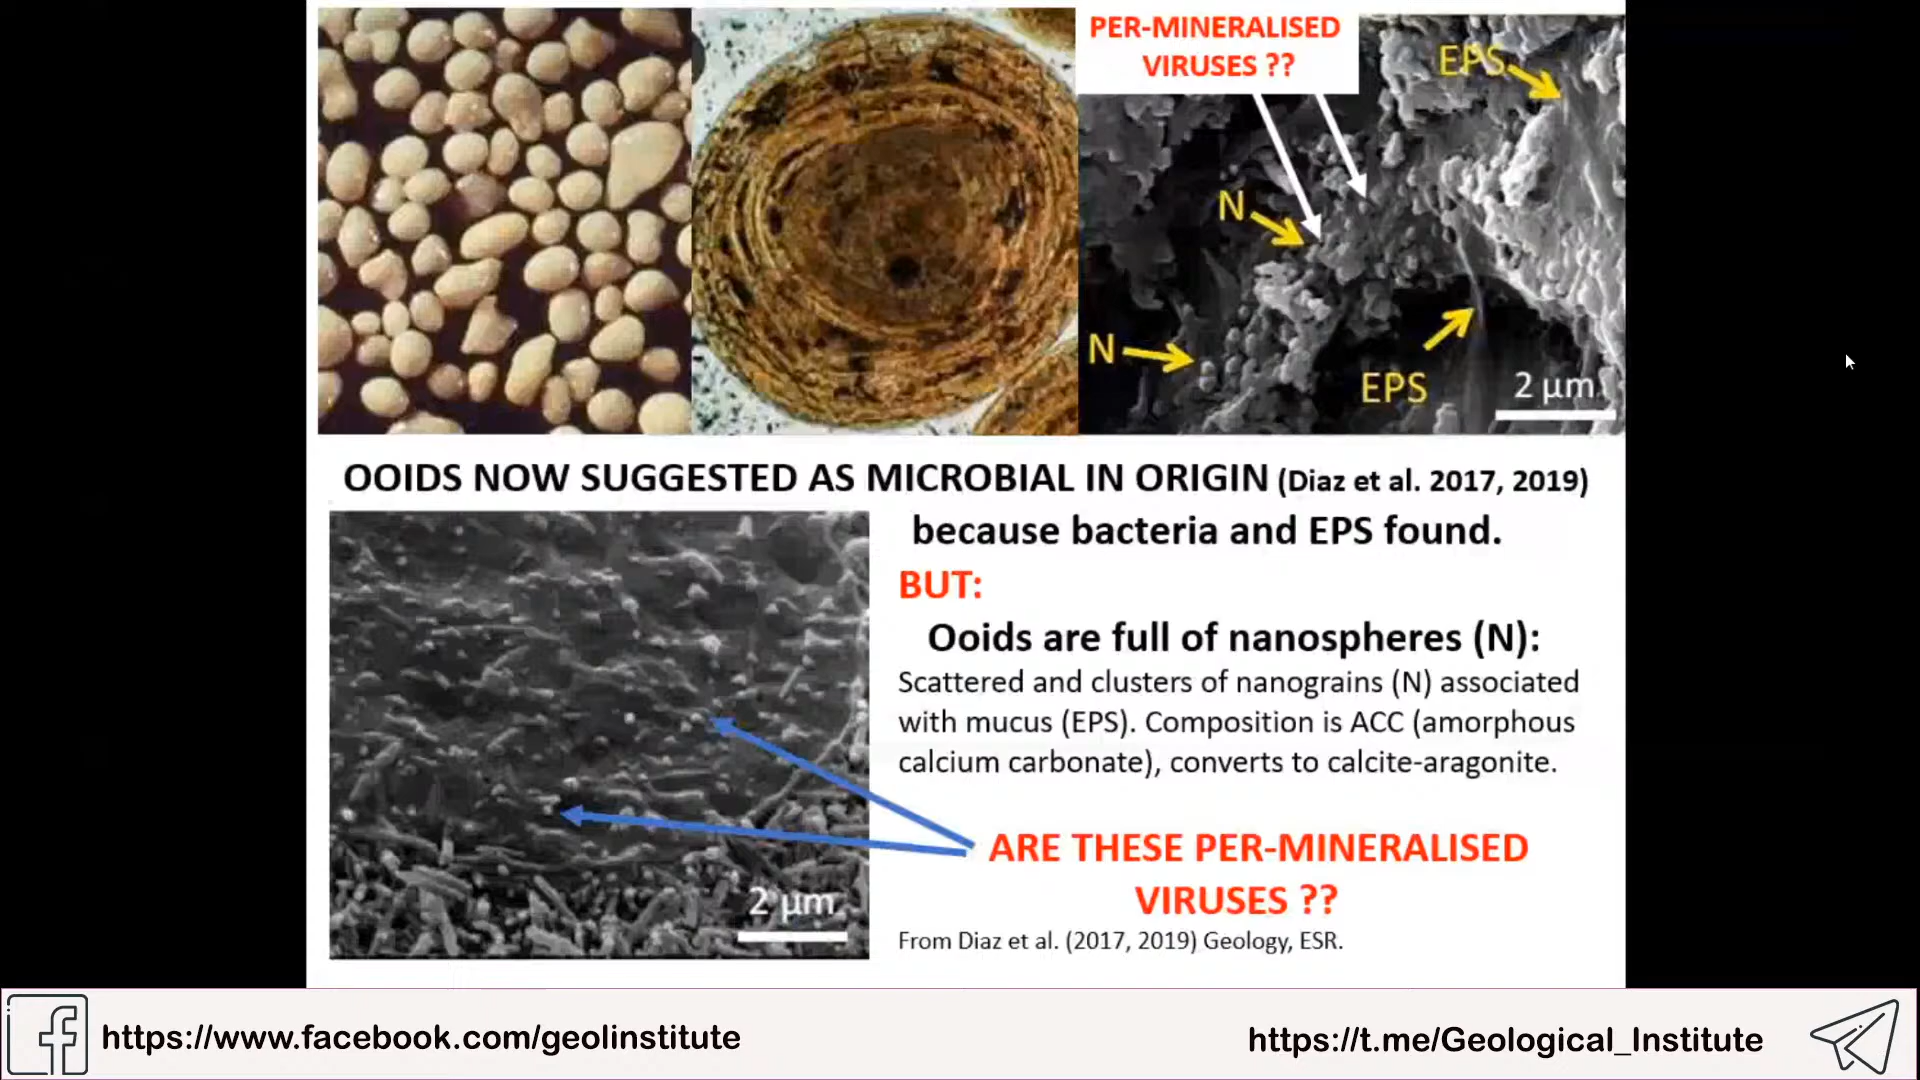 PER-MINERALISED
VIRUSES ??
EPS
N
N
EPS
2 µm
OOIDS NOW SUGGESTED AS MICROBIAL IN ORIGIN (Diaz et al. 2017, 2019)
because bacteria and EPS found.
BUT:
Ooids are full of nanospheres (N):
Scattered and clusters of nanograins (N) associated
with mucus (EPS). Composition is ACC (amorphous
calcium carbonate), converts to calcite-aragonite.
ARE THESE PER-MINERALISED
VIRUSES ??
2 µm
From Diaz et al. (2017, 2019) Geology, ESR.
https://www.facebook.com/geolinstitute
https://t.me/Geological_Institute